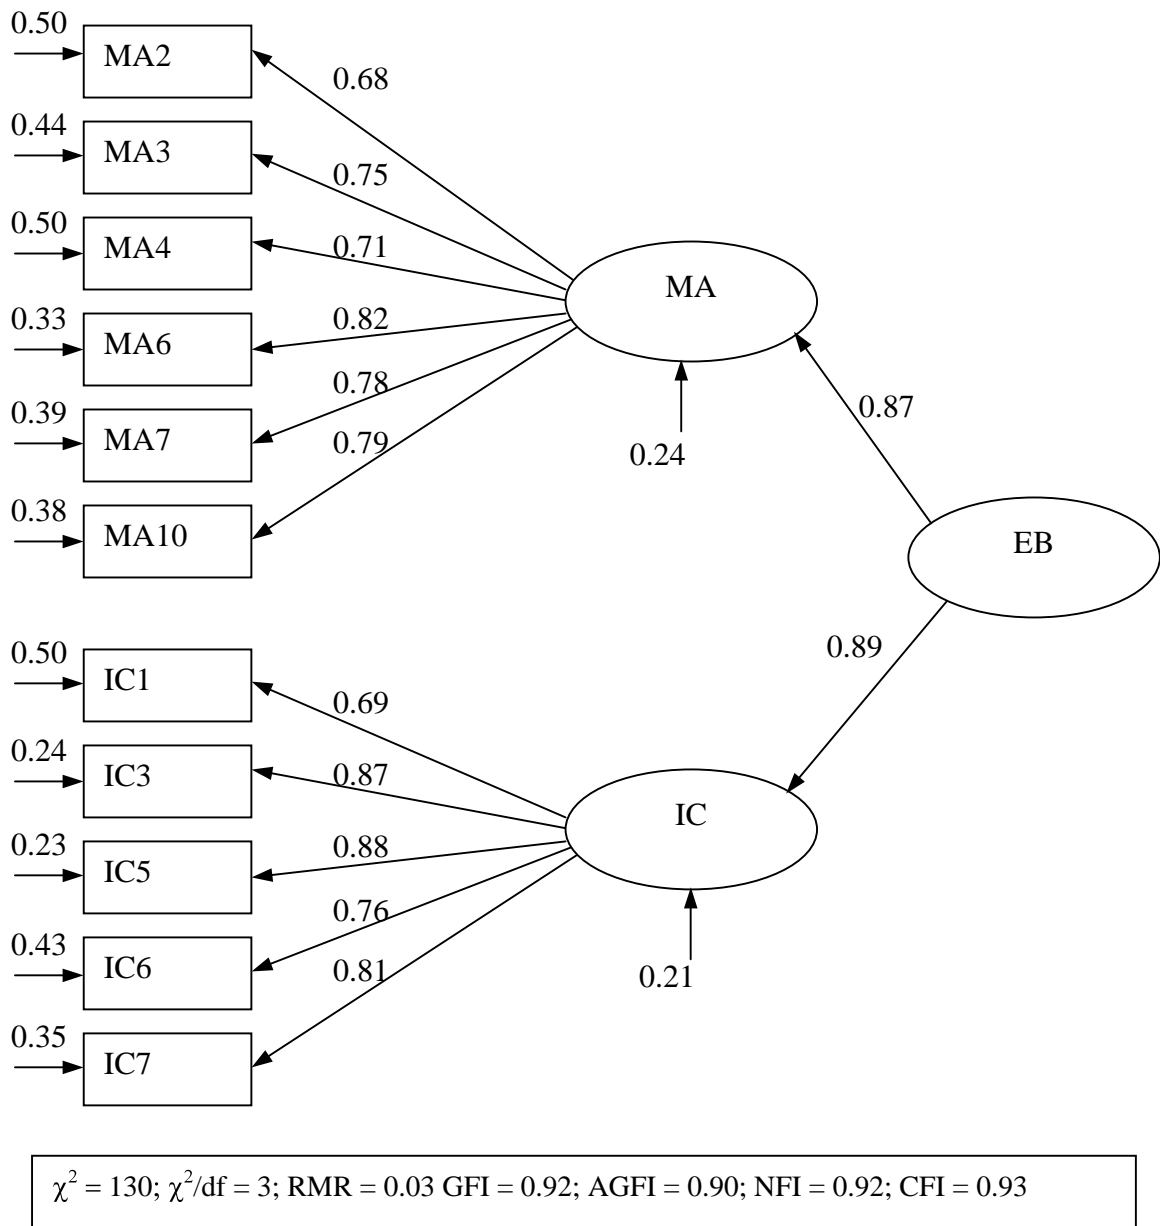 0.50
MA2
0.68
0.44
MA3
0.75
0.50
MA4
0.71
MA
0.33
MA6
0.82
0.39
MA7
0.78
0.87
0.79
0.24
0.38
MA10
EB
0.50
IC1
0.69
0.89
0.24
IC3
0.87
IC
0.23
IC5
0.88
0.43
IC6
0.76
0.81
0.21
0.35
IC7
χ² = 130; χ²/df = 3; RMR = 0.03 GFI = 0.92; AGFI = 0.90; NFI = 0.92; CFI = 0.93